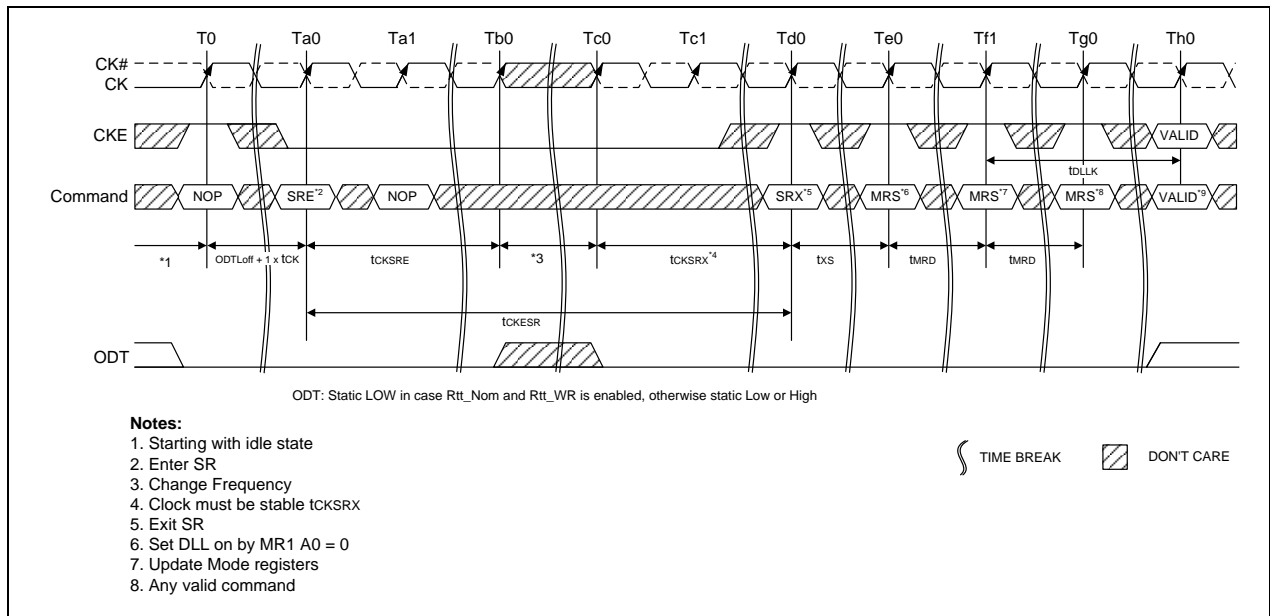 T0 Ta0 Ta1 Tb0 Tc0 Tc1 Td0 Te0 Tf1 Tg0 Th0
CK#
CK
CKE
VALID
tDLLK
Command
NOP SRE*2 NOP SRX*5 MRS*6 MRS*7 MRS*8 VALID*9
*1 ODTLoff + 1 x tCK tCKSRE *3 tCKSRX*4 tXS tMRD tMRD
tCKESR
ODT
ODT: Static LOW in case Rtt_Nom and Rtt_WR is enabled, otherwise static Low or High
Notes:
1. Starting with idle state
2. Enter SR
3. Change Frequency
4. Clock must be stable tCKSRX
5. Exit SR
6. Set DLL on by MR1 A0 = 0
7. Update Mode registers
8. Any valid command
TIME BREAK
DON'T CARE